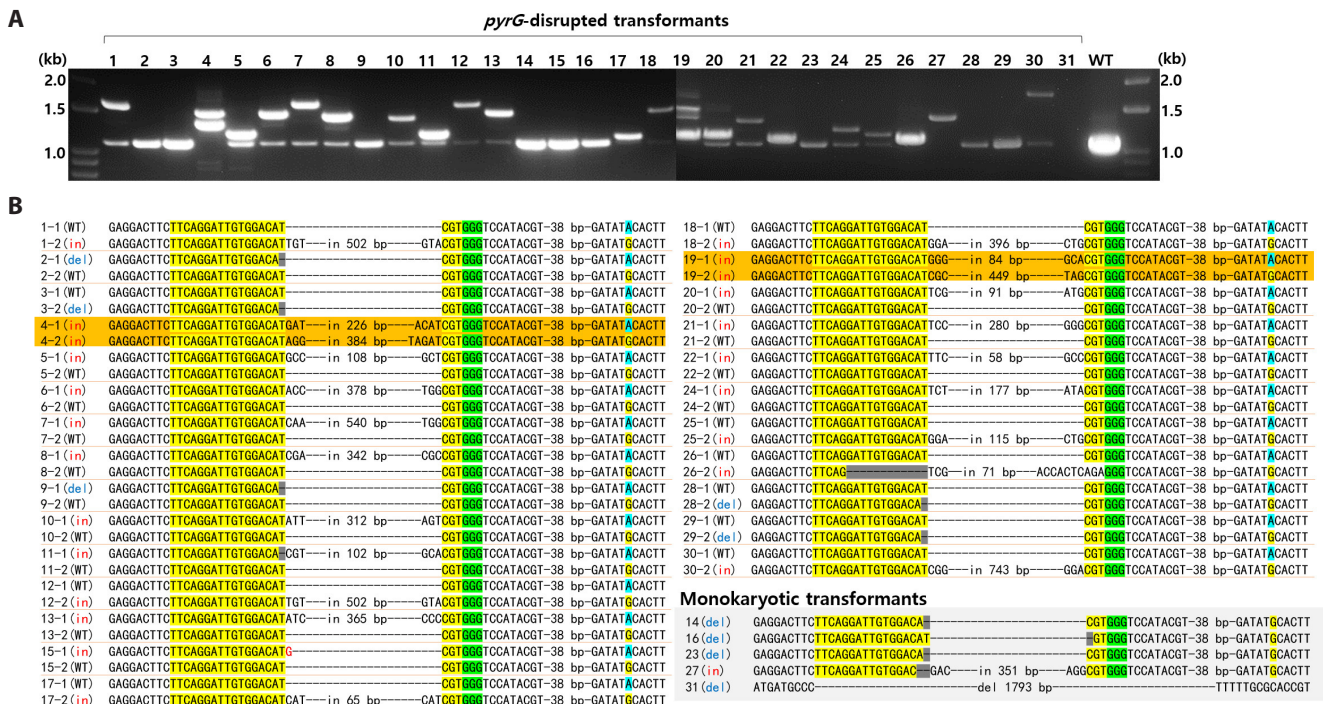 A
pyrG-disrupted transformants
(kb) 1 2 3 4 5 6 7 8 9 10 11 12 13 14 15 16 17 18 19 20 21 22 23 24 25 26 27 28 29 30 31 WT (kb)
2.0 2.0
1.5 1.5
1.0 1.0
B
1-1(WT) GAGGACTTCTTCAGGATTGTGGACAT------CGTGGGTCCATACGT-38 bp-GATATACACTT
1-2(in) GAGGACTTCTTCAGGATTGTGGACATTGT---in 502 bp-----GTACGTGGGTCCATACGT-38 bp-GATATGCACTT
2-1(del) GAGGACTTCTTCAGGATTGTGGACA-------CGTGGGTCCATACGT-38 bp-GATATACACTT
2-2(WT) GAGGACTTCTTCAGGATTGTGGACAT------CGTGGGTCCATACGT-38 bp-GATATGCACTT
3-1(WT) GAGGACTTCTTCAGGATTGTGGACAT------CGTGGGTCCATACGT-38 bp-GATATACACTT
3-2(del) GAGGACTTCTTCAGGATTGTGGACA-------CGTGGGTCCATACGT-38 bp-GATATGCACTT
4-1(in) GAGGACTTCTTCAGGATTGTGGACATGAT---in 226 bp----ACATCGTGGGTCCATACGT-38 bp-GATATACACTT
4-2(in) GAGGACTTCTTCAGGATTGTGGACATAGG---in 384 bp----TAGATCGTGGGTCCATACGT-38 bp-GATATGCACTT
5-1(in) GAGGACTTCTTCAGGATTGTGGACATGCC---in 108 bp-----GCTCGTGGGTCCATACGT-38 bp-GATATACACTT
5-2(WT) GAGGACTTCTTCAGGATTGTGGACAT------CGTGGGTCCATACGT-38 bp-GATATGCACTT
6-1(in) GAGGACTTCTTCAGGATTGTGGACATACC---in 378 bp-----TGGCGTGGGTCCATACGT-38 bp-GATATACACTT
6-2(WT) GAGGACTTCTTCAGGATTGTGGACAT------CGTGGGTCCATACGT-38 bp-GATATGCACTT
7-1(in) GAGGACTTCTTCAGGATTGTGGACATCAA---in 540 bp-----TGGCGTGGGTCCATACGT-38 bp-GATATACACTT
7-2(WT) GAGGACTTCTTCAGGATTGTGGACAT------CGTGGGTCCATACGT-38 bp-GATATGCACTT
8-1(in) GAGGACTTCTTCAGGATTGTGGACATCGA---in 342 bp-----CGCCGTGGGTCCATACGT-38 bp-GATATACACTT
8-2(WT) GAGGACTTCTTCAGGATTGTGGACAT------CGTGGGTCCATACGT-38 bp-GATATGCACTT
9-1(del) GAGGACTTCTTCAGGATTGTGGACA-------CGTGGGTCCATACGT-38 bp-GATATACACTT
9-2(WT) GAGGACTTCTTCAGGATTGTGGACAT------CGTGGGTCCATACGT-38 bp-GATATGCACTT
10-1(in) GAGGACTTCTTCAGGATTGTGGACATATT---in 312 bp-----AGTCGTGGGTCCATACGT-38 bp-GATATACACTT
10-2(WT) GAGGACTTCTTCAGGATTGTGGACAT------CGTGGGTCCATACGT-38 bp-GATATGCACTT
11-1(in) GAGGACTTCTTCAGGATTGTGGACA-CGT---in 102 bp-----GCACGTGGGTCCATACGT-38 bp-GATATACACTT
11-2(WT) GAGGACTTCTTCAGGATTGTGGACAT------CGTGGGTCCATACGT-38 bp-GATATGCACTT
12-1(WT) GAGGACTTCTTCAGGATTGTGGACAT------CGTGGGTCCATACGT-38 bp-GATATACACTT
12-2(in) GAGGACTTCTTCAGGATTGTGGACATTGT---in 502 bp-----GTACGTGGGTCCATACGT-38 bp-GATATGCACTT
13-1(in) GAGGACTTCTTCAGGATTGTGGACATATC---in 365 bp-----CCCCGTGGGTCCATACGT-38 bp-GATATACACTT
13-2(WT) GAGGACTTCTTCAGGATTGTGGACAT------CGTGGGTCCATACGT-38 bp-GATATGCACTT
15-1(in) GAGGACTTCTTCAGGATTGTGGACATG-----CGTGGGTCCATACGT-38 bp-GATATACACTT
15-2(WT) GAGGACTTCTTCAGGATTGTGGACAT------CGTGGGTCCATACGT-38 bp-GATATGCACTT
17-1(WT) GAGGACTTCTTCAGGATTGTGGACAT------CGTGGGTCCATACGT-38 bp-GATATACACTT
17-2(in) GAGGACTTCTTCAGGATTGTGGACATCAT---in 65 bp------CATCGTGGGTCCATACGT-38 bp-GATATGCACTT
18-1(WT) GAGGACTTCTTCAGGATTGTGGACAT------CGTGGGTCCATACGT-38 bp-GATATACACTT
18-2(in) GAGGACTTCTTCAGGATTGTGGACATGGA---in 396 bp-----CTGCGTGGGTCCATACGT-38 bp-GATATGCACTT
19-1(in) GAGGACTTCTTCAGGATTGTGGACATGGG---in 84 bp------GCACGTGGGTCCATACGT-38 bp-GATATACACTT
19-2(in) GAGGACTTCTTCAGGATTGTGGACATCGC---in 449 bp-----TAGCGTGGGTCCATACGT-38 bp-GATATGCACTT
20-1(in) GAGGACTTCTTCAGGATTGTGGACATTCG---in 91 bp------ATGCGTGGGTCCATACGT-38 bp-GATATACACTT
20-2(WT) GAGGACTTCTTCAGGATTGTGGACAT------CGTGGGTCCATACGT-38 bp-GATATGCACTT
21-1(in) GAGGACTTCTTCAGGATTGTGGACATTCC---in 280 bp-----GGGCGTGGGTCCATACGT-38 bp-GATATACACTT
21-2(WT) GAGGACTTCTTCAGGATTGTGGACAT------CGTGGGTCCATACGT-38 bp-GATATGCACTT
22-1(in) GAGGACTTCTTCAGGATTGTGGACATTTC---in 58 bp------GCCCGTGGGTCCATACGT-38 bp-GATATACACTT
22-2(WT) GAGGACTTCTTCAGGATTGTGGACAT------CGTGGGTCCATACGT-38 bp-GATATGCACTT
24-1(in) GAGGACTTCTTCAGGATTGTGGACATTCT---in 177 bp-----ATACGTGGGTCCATACGT-38 bp-GATATACACTT
24-2(WT) GAGGACTTCTTCAGGATTGTGGACAT------CGTGGGTCCATACGT-38 bp-GATATGCACTT
25-1(WT) GAGGACTTCTTCAGGATTGTGGACAT------CGTGGGTCCATACGT-38 bp-GATATACACTT
25-2(in) GAGGACTTCTTCAGGATTGTGGACATGGA---in 115 bp-----CTGCGTGGGTCCATACGT-38 bp-GATATGCACTT
26-1(WT) GAGGACTTCTTCAGGATTGTGGACAT------CGTGGGTCCATACGT-38 bp-GATATACACTT
26-2(in) GAGGACTTCTTCAG------------TCG---in 71 bp---ACCACTCAGAGGGTCCATACGT-38 bp-GATATGCACTT
28-1(WT) GAGGACTTCTTCAGGATTGTGGACAT------CGTGGGTCCATACGT-38 bp-GATATACACTT
28-2(del) GAGGACTTCTTCAGGATTGTGGACA-------CGTGGGTCCATACGT-38 bp-GATATGCACTT
29-1(WT) GAGGACTTCTTCAGGATTGTGGACAT------CGTGGGTCCATACGT-38 bp-GATATACACTT
29-2(del) GAGGACTTCTTCAGGATTGTGGACA-------CGTGGGTCCATACGT-38 bp-GATATGCACTT
30-1(WT) GAGGACTTCTTCAGGATTGTGGACAT------CGTGGGTCCATACGT-38 bp-GATATACACTT
30-2(in) GAGGACTTCTTCAGGATTGTGGACATCGG---in 743 bp-----GGACGTGGGTCCATACGT-38 bp-GATATGCACTT
Monokaryotic transformants
14(del) GAGGACTTCTTCAGGATTGTGGACA-------CGTGGGTCCATACGT-38 bp-GATATGCACTT
16(del) GAGGACTTCTTCAGGATTGTGGACAT-------GTGGGTCCATACGT-38 bp-GATATGCACTT
23(del) GAGGACTTCTTCAGGATTGTGGACA-------CGTGGGTCCATACGT-38 bp-GATATGCACTT
27(in) GAGGACTTCTTCAGGATTGTGGAC--GAC---in 351 bp-----AGGCGTGGGTCCATACGT-38 bp-GATATGCACTT
31(del) ATGATGCCC------del 1793 bp------TTTTTGCGCACCGT